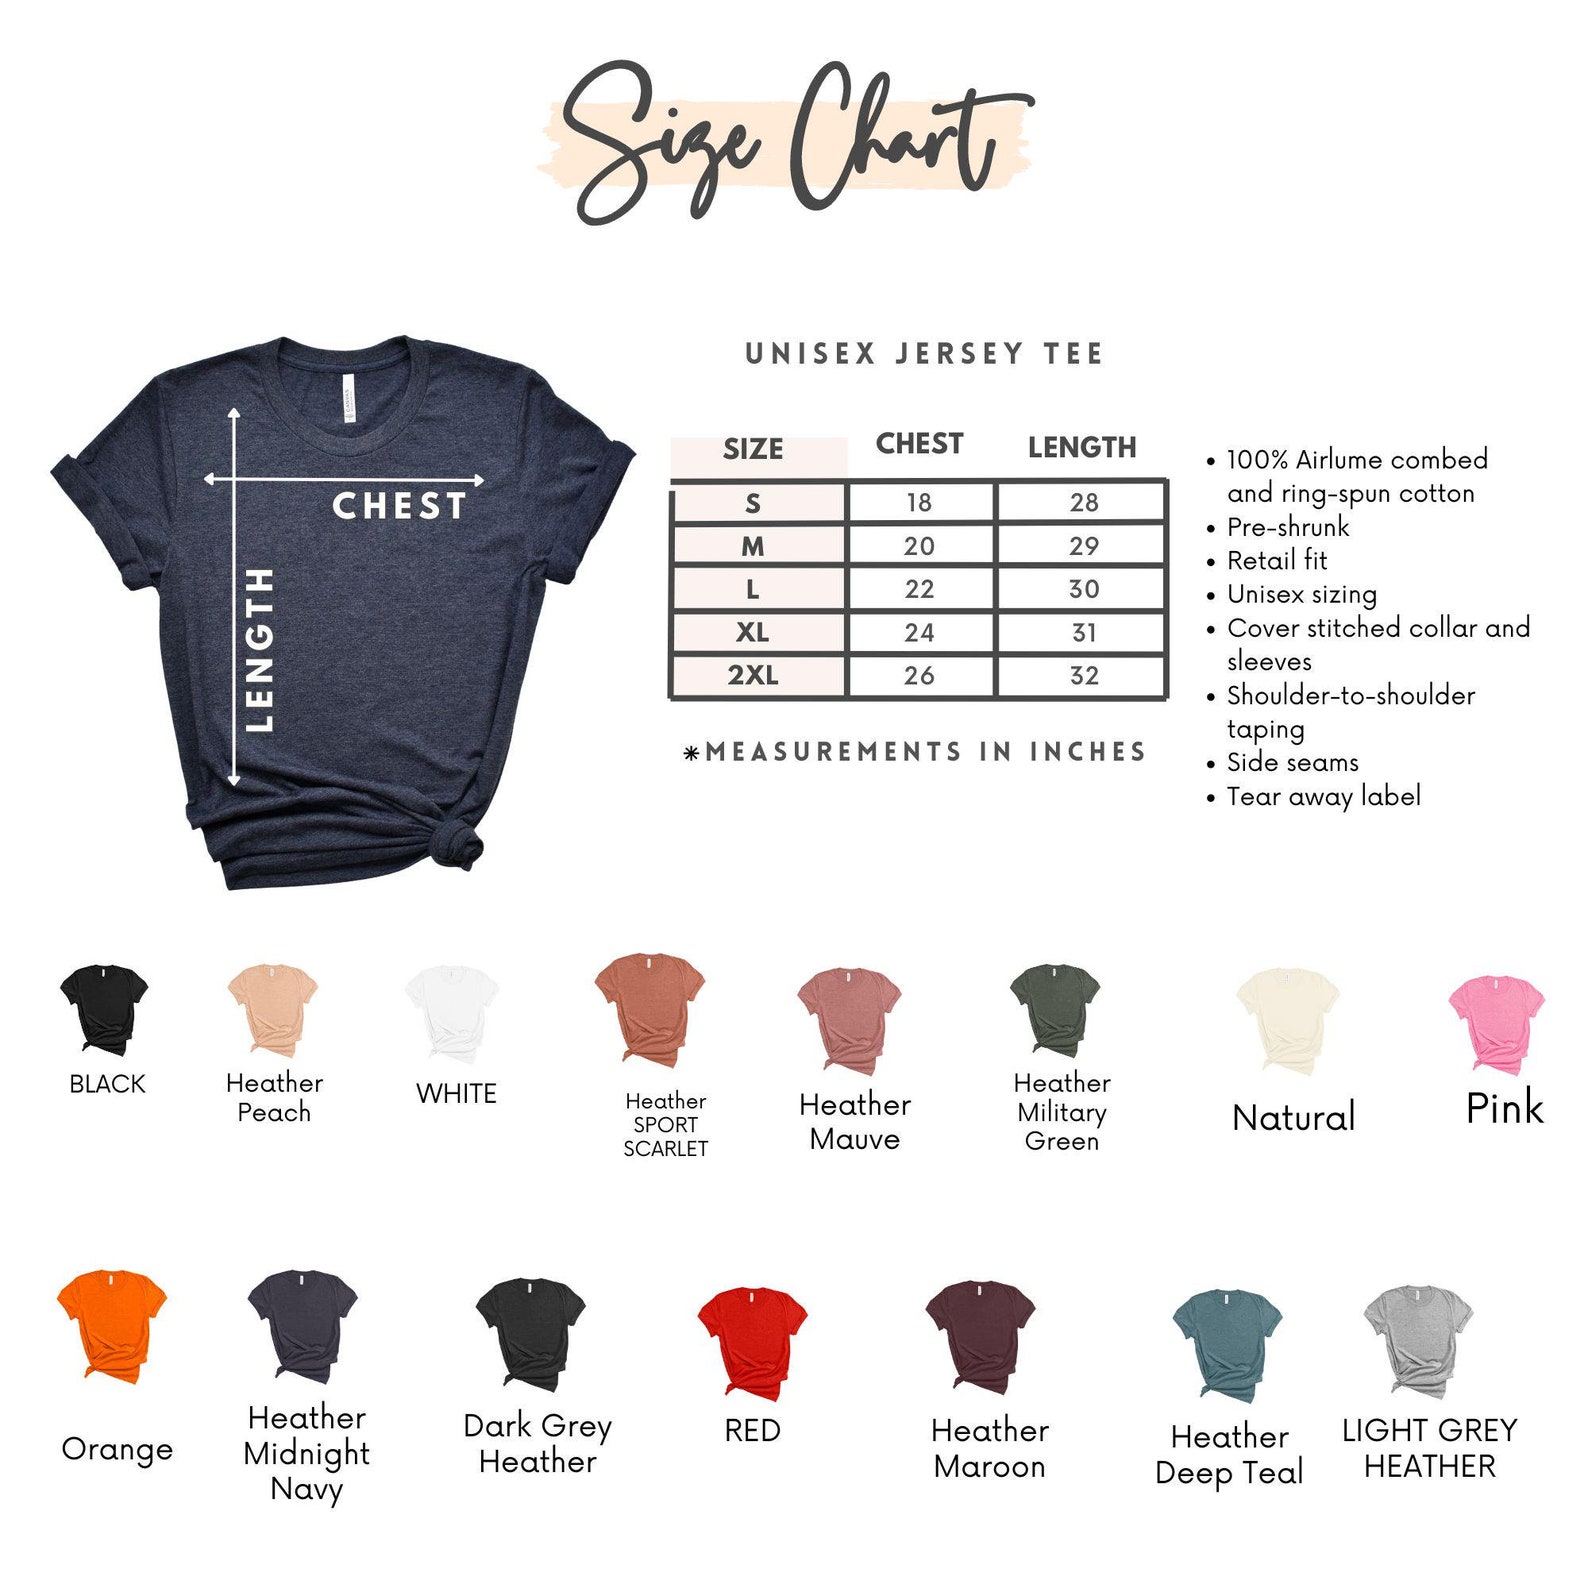 Size Chart
UNISEX JERSEY TEE
CHEST
LENGTH
SIZE CHEST LENGTH
S 18 28
M 20 29
L 22 30
XL 24 31
2XL 26 32
*MEASUREMENTS IN INCHES
• 100% Airlume combed
and ring-spun cotton
• Pre-shrunk
• Retail fit
• Unisex sizing
• Cover stitched collar and
sleeves
• Shoulder-to-shoulder
taping
• Side seams
• Tear away label
BLACK
Heather
Peach
WHITE
Heather
SPORT
SCARLET
Heather
Mauve
Heather
Military
Green
Natural
Pink
Orange
Heather
Midnight
Navy
Dark Grey
Heather
RED
Heather
Maroon
Heather
Deep Teal
LIGHT GREY
HEATHER